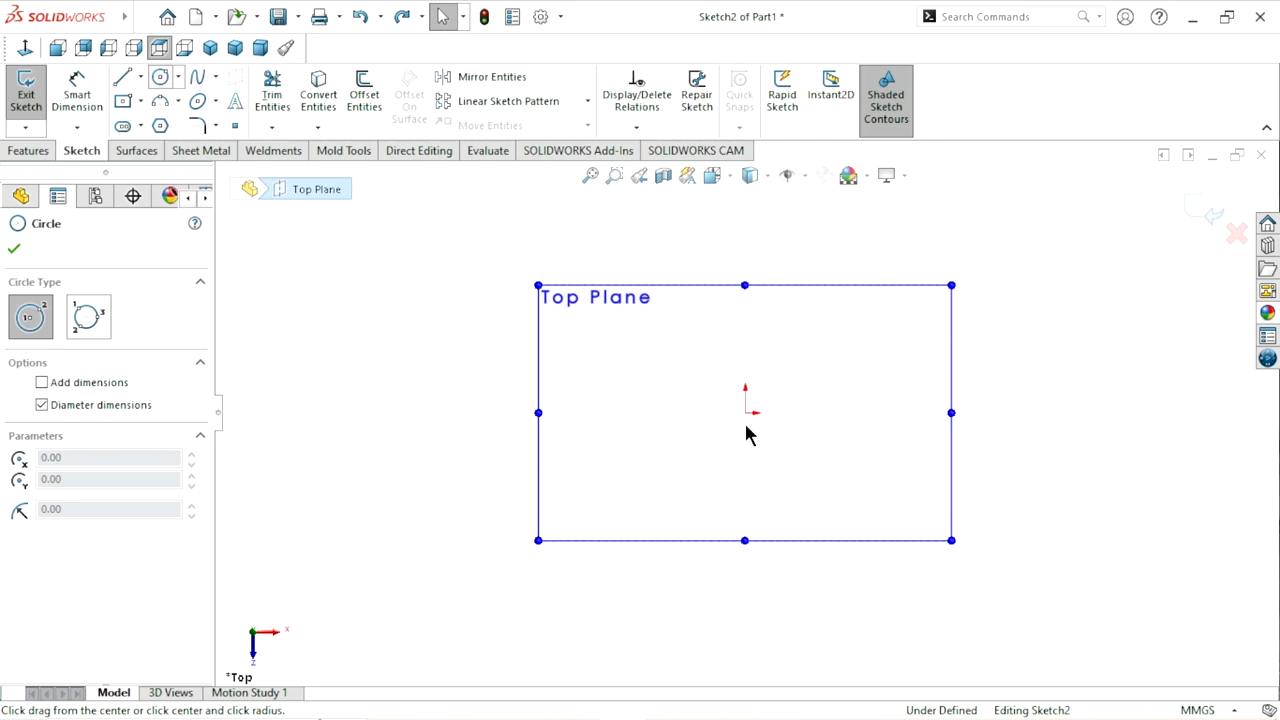 SOLIDWORKS
Sketch2 of Part1 *
Search Commands
Exit Sketch
Smart Dimension
Trim Entities
Convert Entities
Offset Entities
Offset On Surface
Mirror Entities
Linear Sketch Pattern
Move Entities
Display/Delete Relations
Repair Sketch
Quick Snaps
Rapid Sketch
Instant2D
Shaded Sketch Contours
Features
Sketch
Surfaces
Sheet Metal
Weldments
Mold Tools
Direct Editing
Evaluate
SOLIDWORKS Add-Ins
SOLIDWORKS CAM
Top Plane
Circle
Circle Type
Options
Add dimensions
Diameter dimensions
Parameters
0.00
0.00
0.00
Top Plane
x
z
*Top
Model
3D Views
Motion Study 1
Click drag from the center or click center and click radius.
Under Defined
Editing Sketch2
MMGS